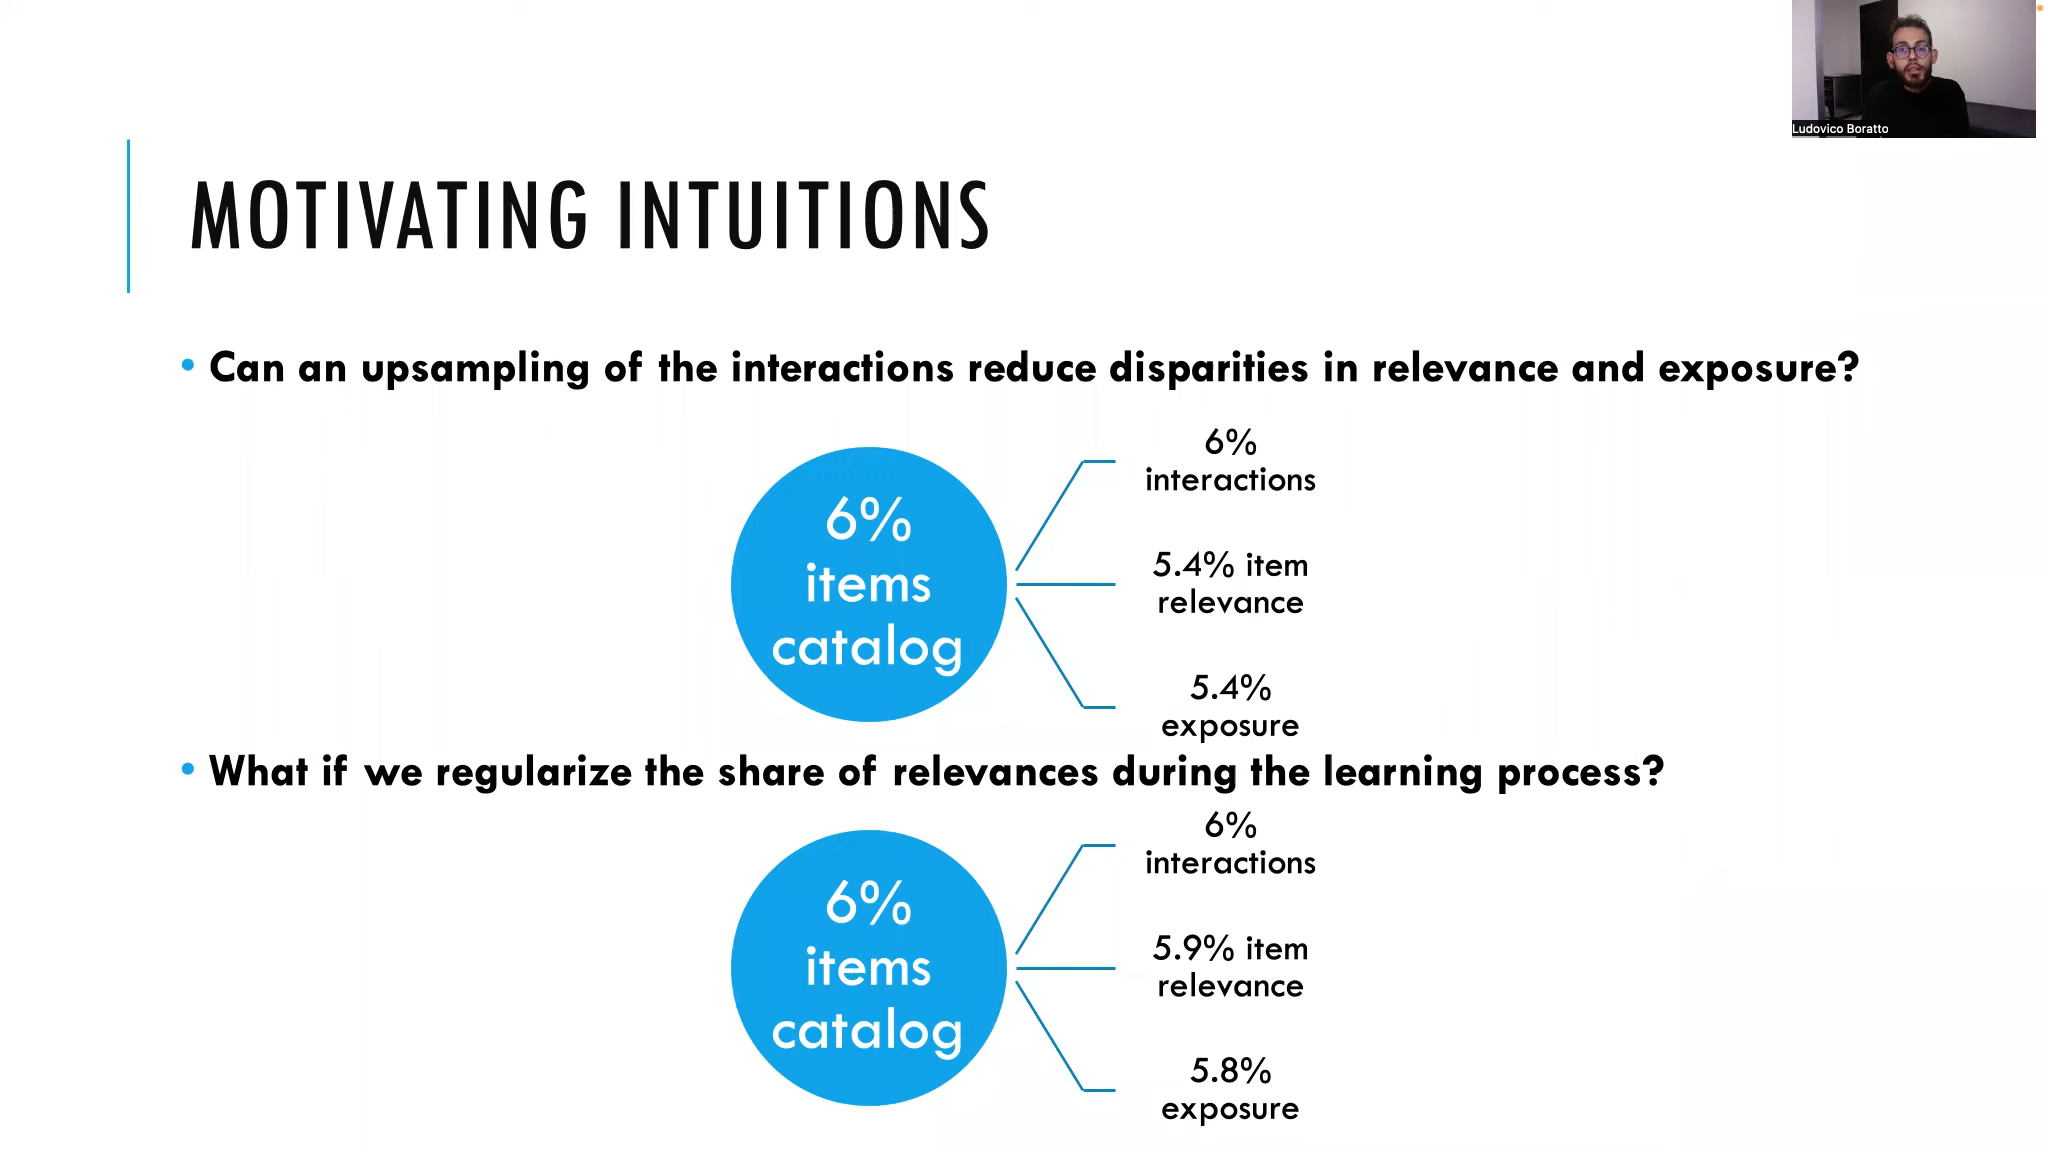 Ludovico Boratto
MOTIVATING INTUITIONS
• Can an upsampling of the interactions reduce disparities in relevance and exposure?
6%
items
catalog
6%
interactions
5.4% item
relevance
5.4%
exposure
• What if we regularize the share of relevances during the learning process?
6%
items
catalog
6%
interactions
5.9% item
relevance
5.8%
exposure